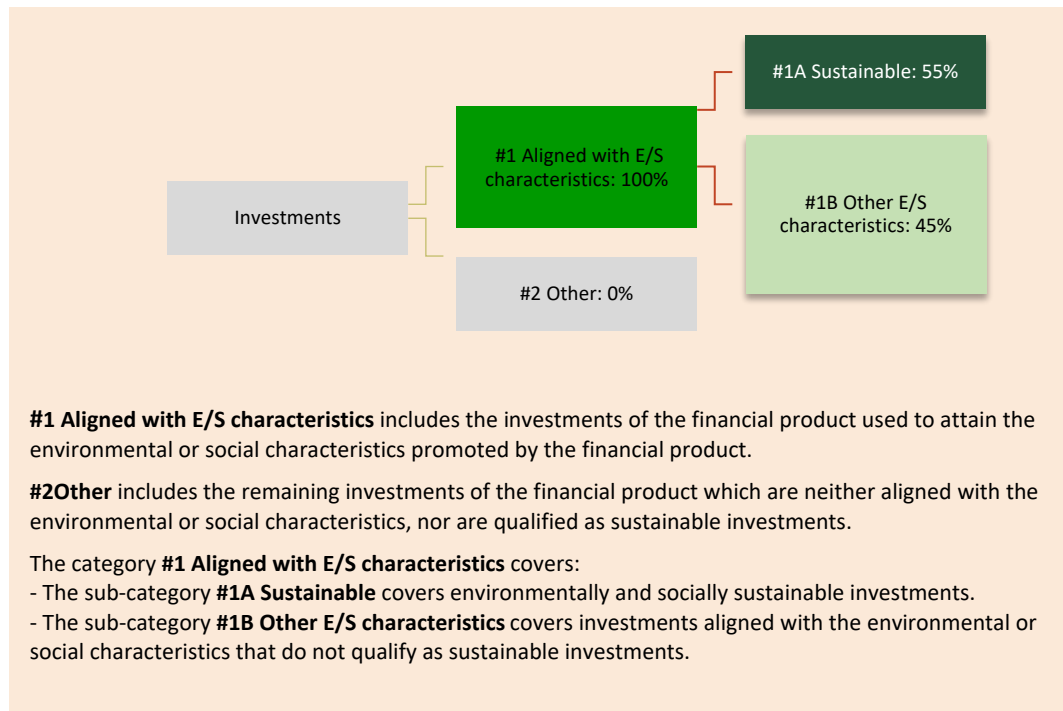 #1A Sustainable: 55%
#1 Aligned with E/S
characteristics: 100%
Investments
#1B Other E/S
characteristics: 45%
#2 Other: 0%
#1 Aligned with E/S characteristics includes the investments of the financial product used to attain the
environmental or social characteristics promoted by the financial product.
#2Other includes the remaining investments of the financial product which are neither aligned with the
environmental or social characteristics, nor are qualified as sustainable investments.
The category #1 Aligned with E/S characteristics covers:
- The sub-category #1A Sustainable covers environmentally and socially sustainable investments.
- The sub-category #1B Other E/S characteristics covers investments aligned with the environmental or
social characteristics that do not qualify as sustainable investments.